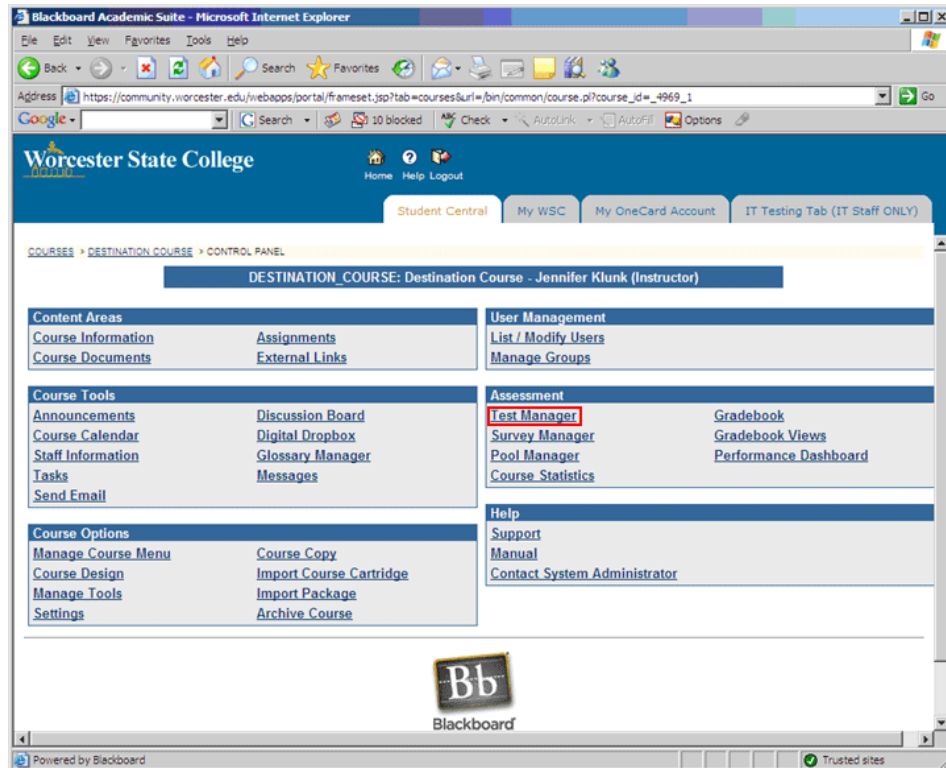 Blackboard Academic Suite - Microsoft Internet Explorer
File Edit View Favorites Tools Help
Back Search Favorites
Address https://community.worcester.edu/webapps/portal/frameset.jsp?tab=courses&url=/bin/common/course.pl?course_id=_4969_1 Go
Google Search 10 blocked ABC Check AutoLink AutoFill Options
Worcester State College
Home Help Logout
Student Central My WSC My OneCard Account IT Testing Tab (IT Staff ONLY)
COURSES > DESTINATION COURSE > CONTROL PANEL
DESTINATION_COURSE: Destination Course - Jennifer Klunk (Instructor)
Content Areas
Course Information Assignments
Course Documents External Links
User Management
List / Modify Users
Manage Groups
Course Tools
Announcements Discussion Board
Course Calendar Digital Dropbox
Staff Information Glossary Manager
Tasks Messages
Send Email
Assessment
Test Manager Gradebook
Survey Manager Gradebook Views
Pool Manager Performance Dashboard
Course Statistics
Course Options
Manage Course Menu Course Copy
Course Design Import Course Cartridge
Manage Tools Import Package
Settings Archive Course
Help
Support
Manual
Contact System Administrator
Bb
Blackboard
Powered by Blackboard Trusted sites